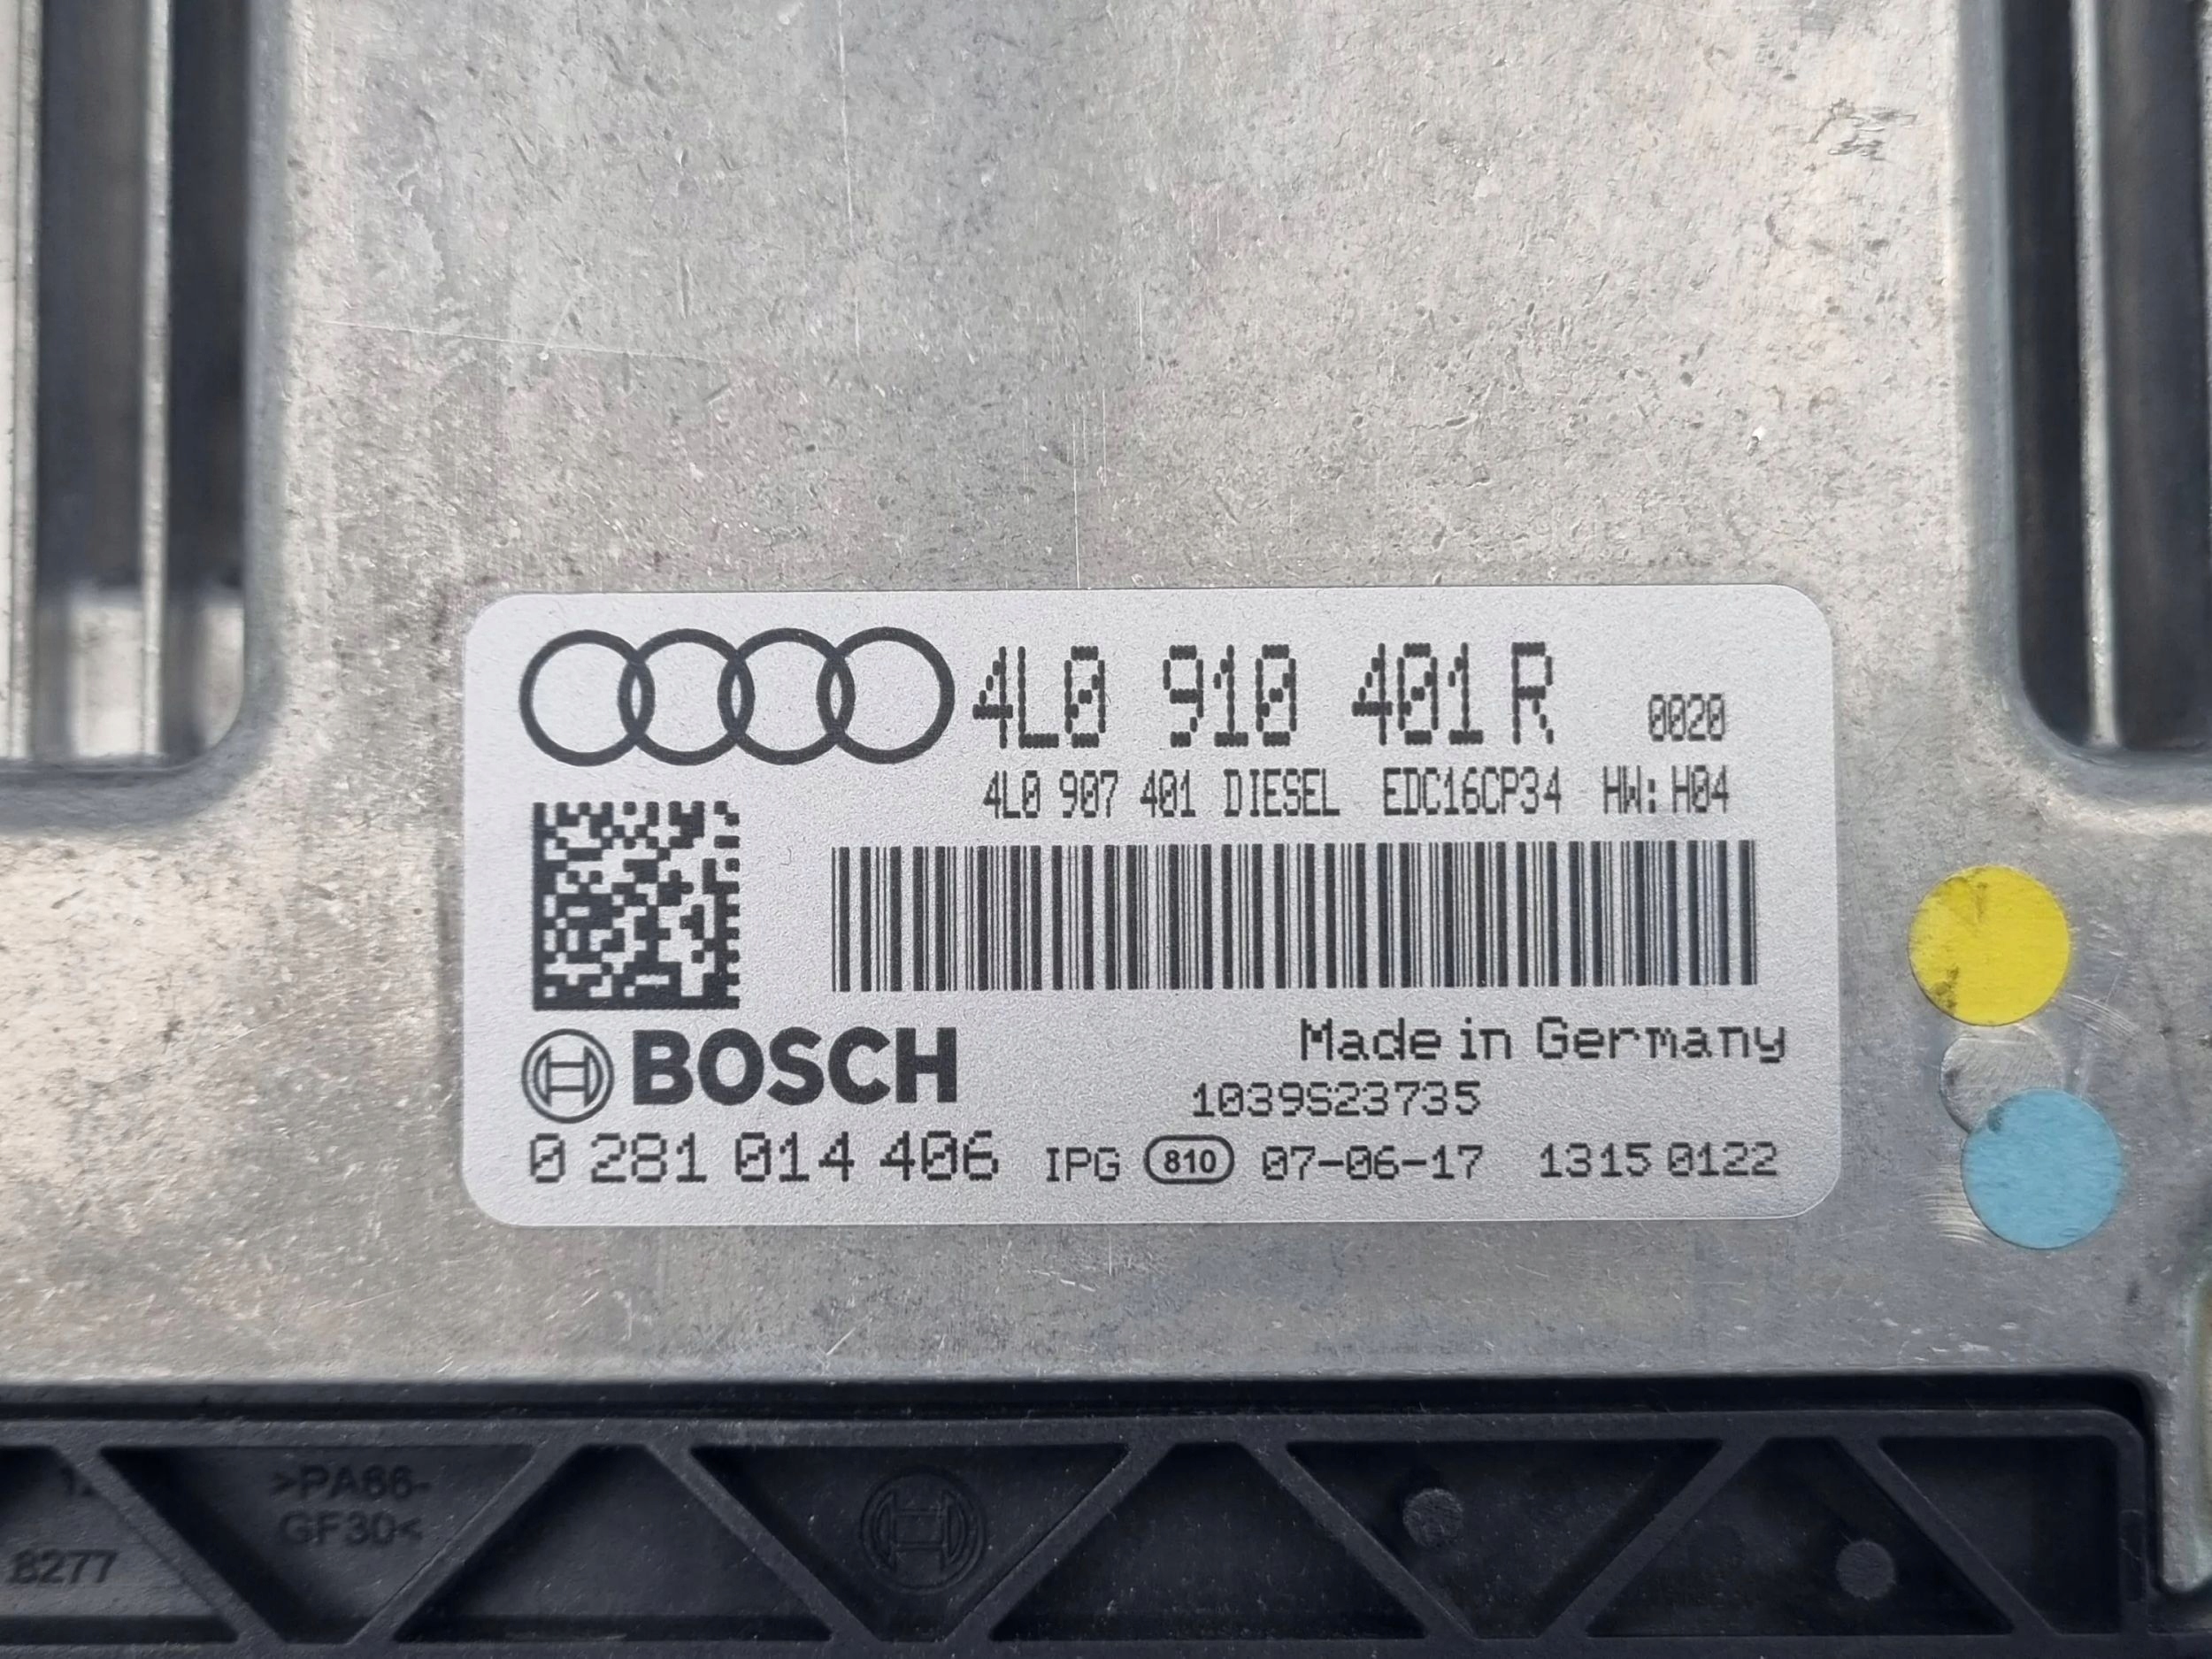 4L0 910 401 R 0020
4L0 907 401 DIESEL EDC16CP34 HW: H04
BOSCH
Made in Germany
1039S23735
0 281 014 406 IPG 810 07-06-17 1315 0122
>PA66-
GF30<
8277